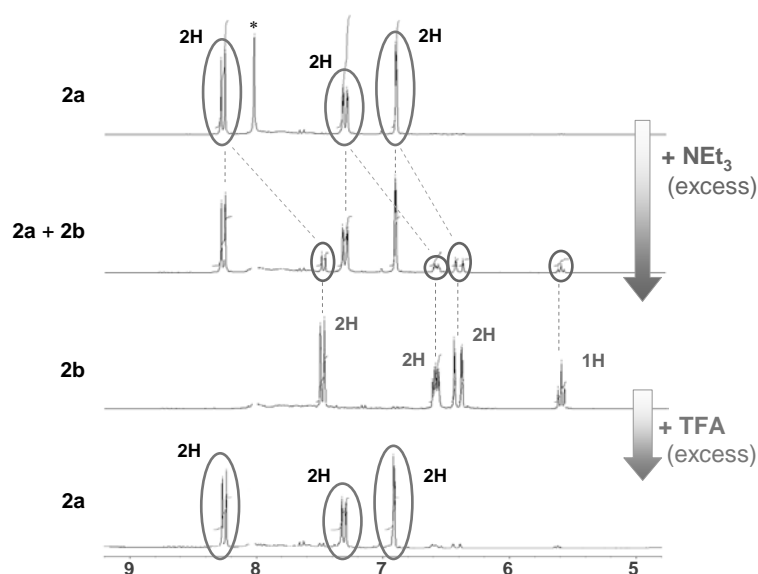 2H
*
2H
2H
2a
+ NEt3
(excess)
2a + 2b
2H
2H
2H
1H
2b
+ TFA
(excess)
2H
2H
2H
2a
9 8 7 6 5